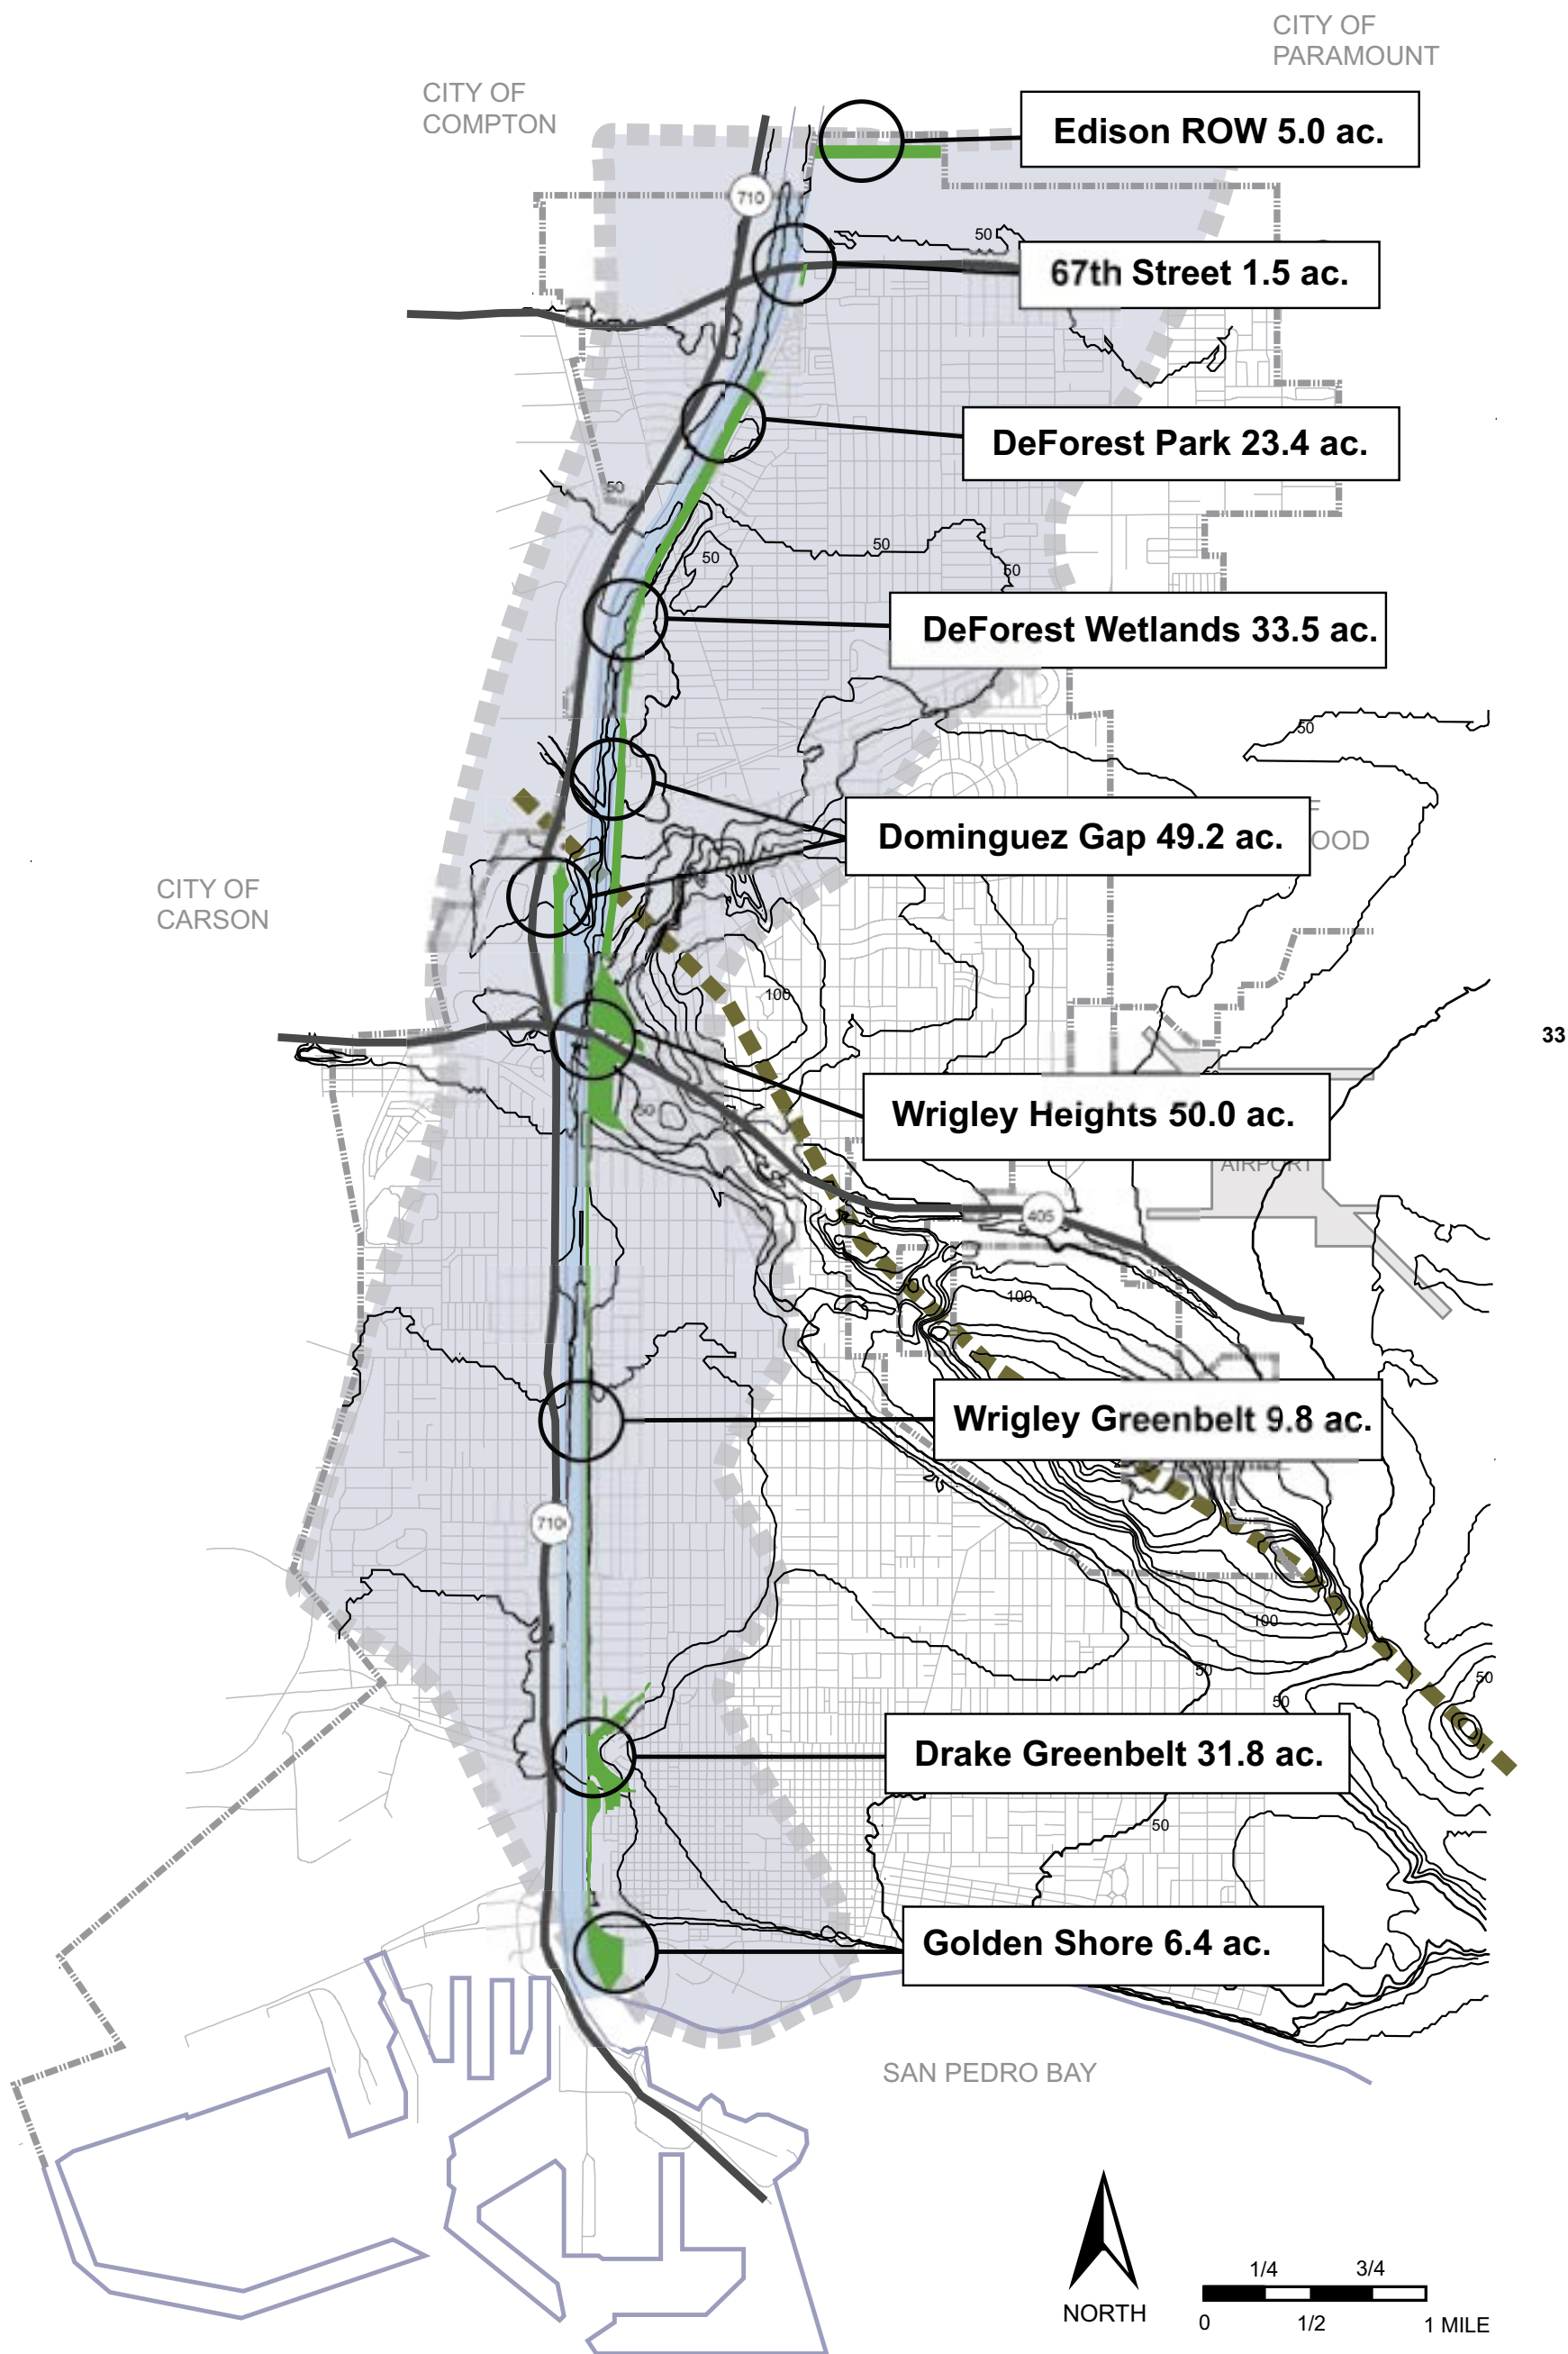 CITY OF
PARAMOUNT
CITY OF
COMPTON
Edison ROW 5.0 ac.
710
50
67th Street 1.5 ac.
DeForest Park 23.4 ac.
50
50
50
50
DeForest Wetlands 33.5 ac.
50
Dominguez Gap 49.2 ac.
OOD
CITY OF
CARSON
100
33
50
Wrigley Heights 50.0 ac.
AIRPORT
405
100
Wrigley Greenbelt 9.8 ac.
710
100
50
50
50
Drake Greenbelt 31.8 ac.
50
Golden Shore 6.4 ac.
SAN PEDRO BAY
NORTH
1/4 3/4
0 1/2 1 MILE